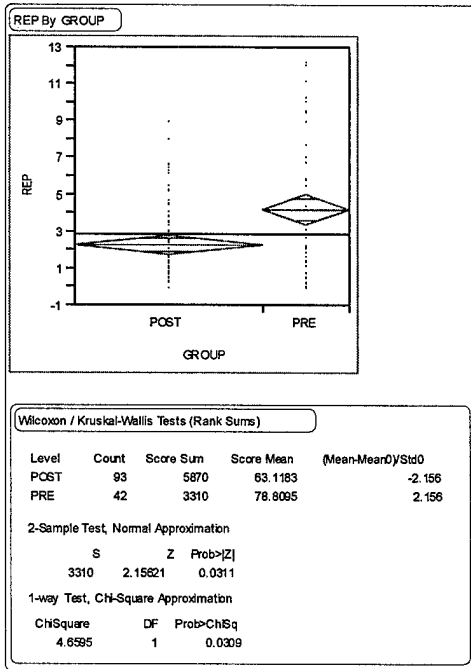 REP By GROUP
13
11
9
7
5
3
1
-1
REP
POST PRE
GROUP
Wilcoxon / Kruskal-Wallis Tests (Rank Sums)
Level Count Score Sum Score Mean (Mean-Mean0)/Std0
POST 93 5870 63.1183 -2.156
PRE 42 3310 78.8095 2.156
2-Sample Test, Normal Approximation
S Z Prob>|Z|
3310 2.15621 0.0311
1-way Test, Chi-Square Approximation
ChiSquare DF Prob>ChiSq
4.6595 1 0.0309